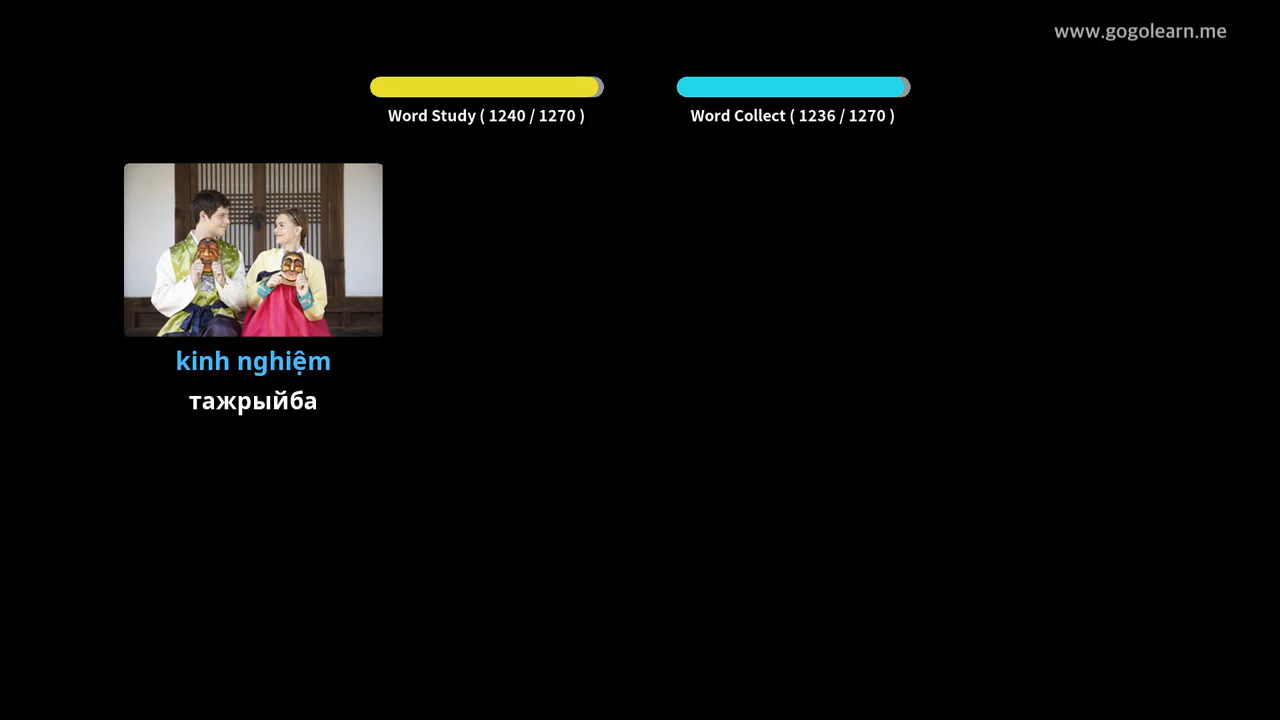 www.gogolearn.me
Word Study ( 1240 / 1270 )
Word Collect ( 1236 / 1270 )
kinh nghiệm
тажрыйба